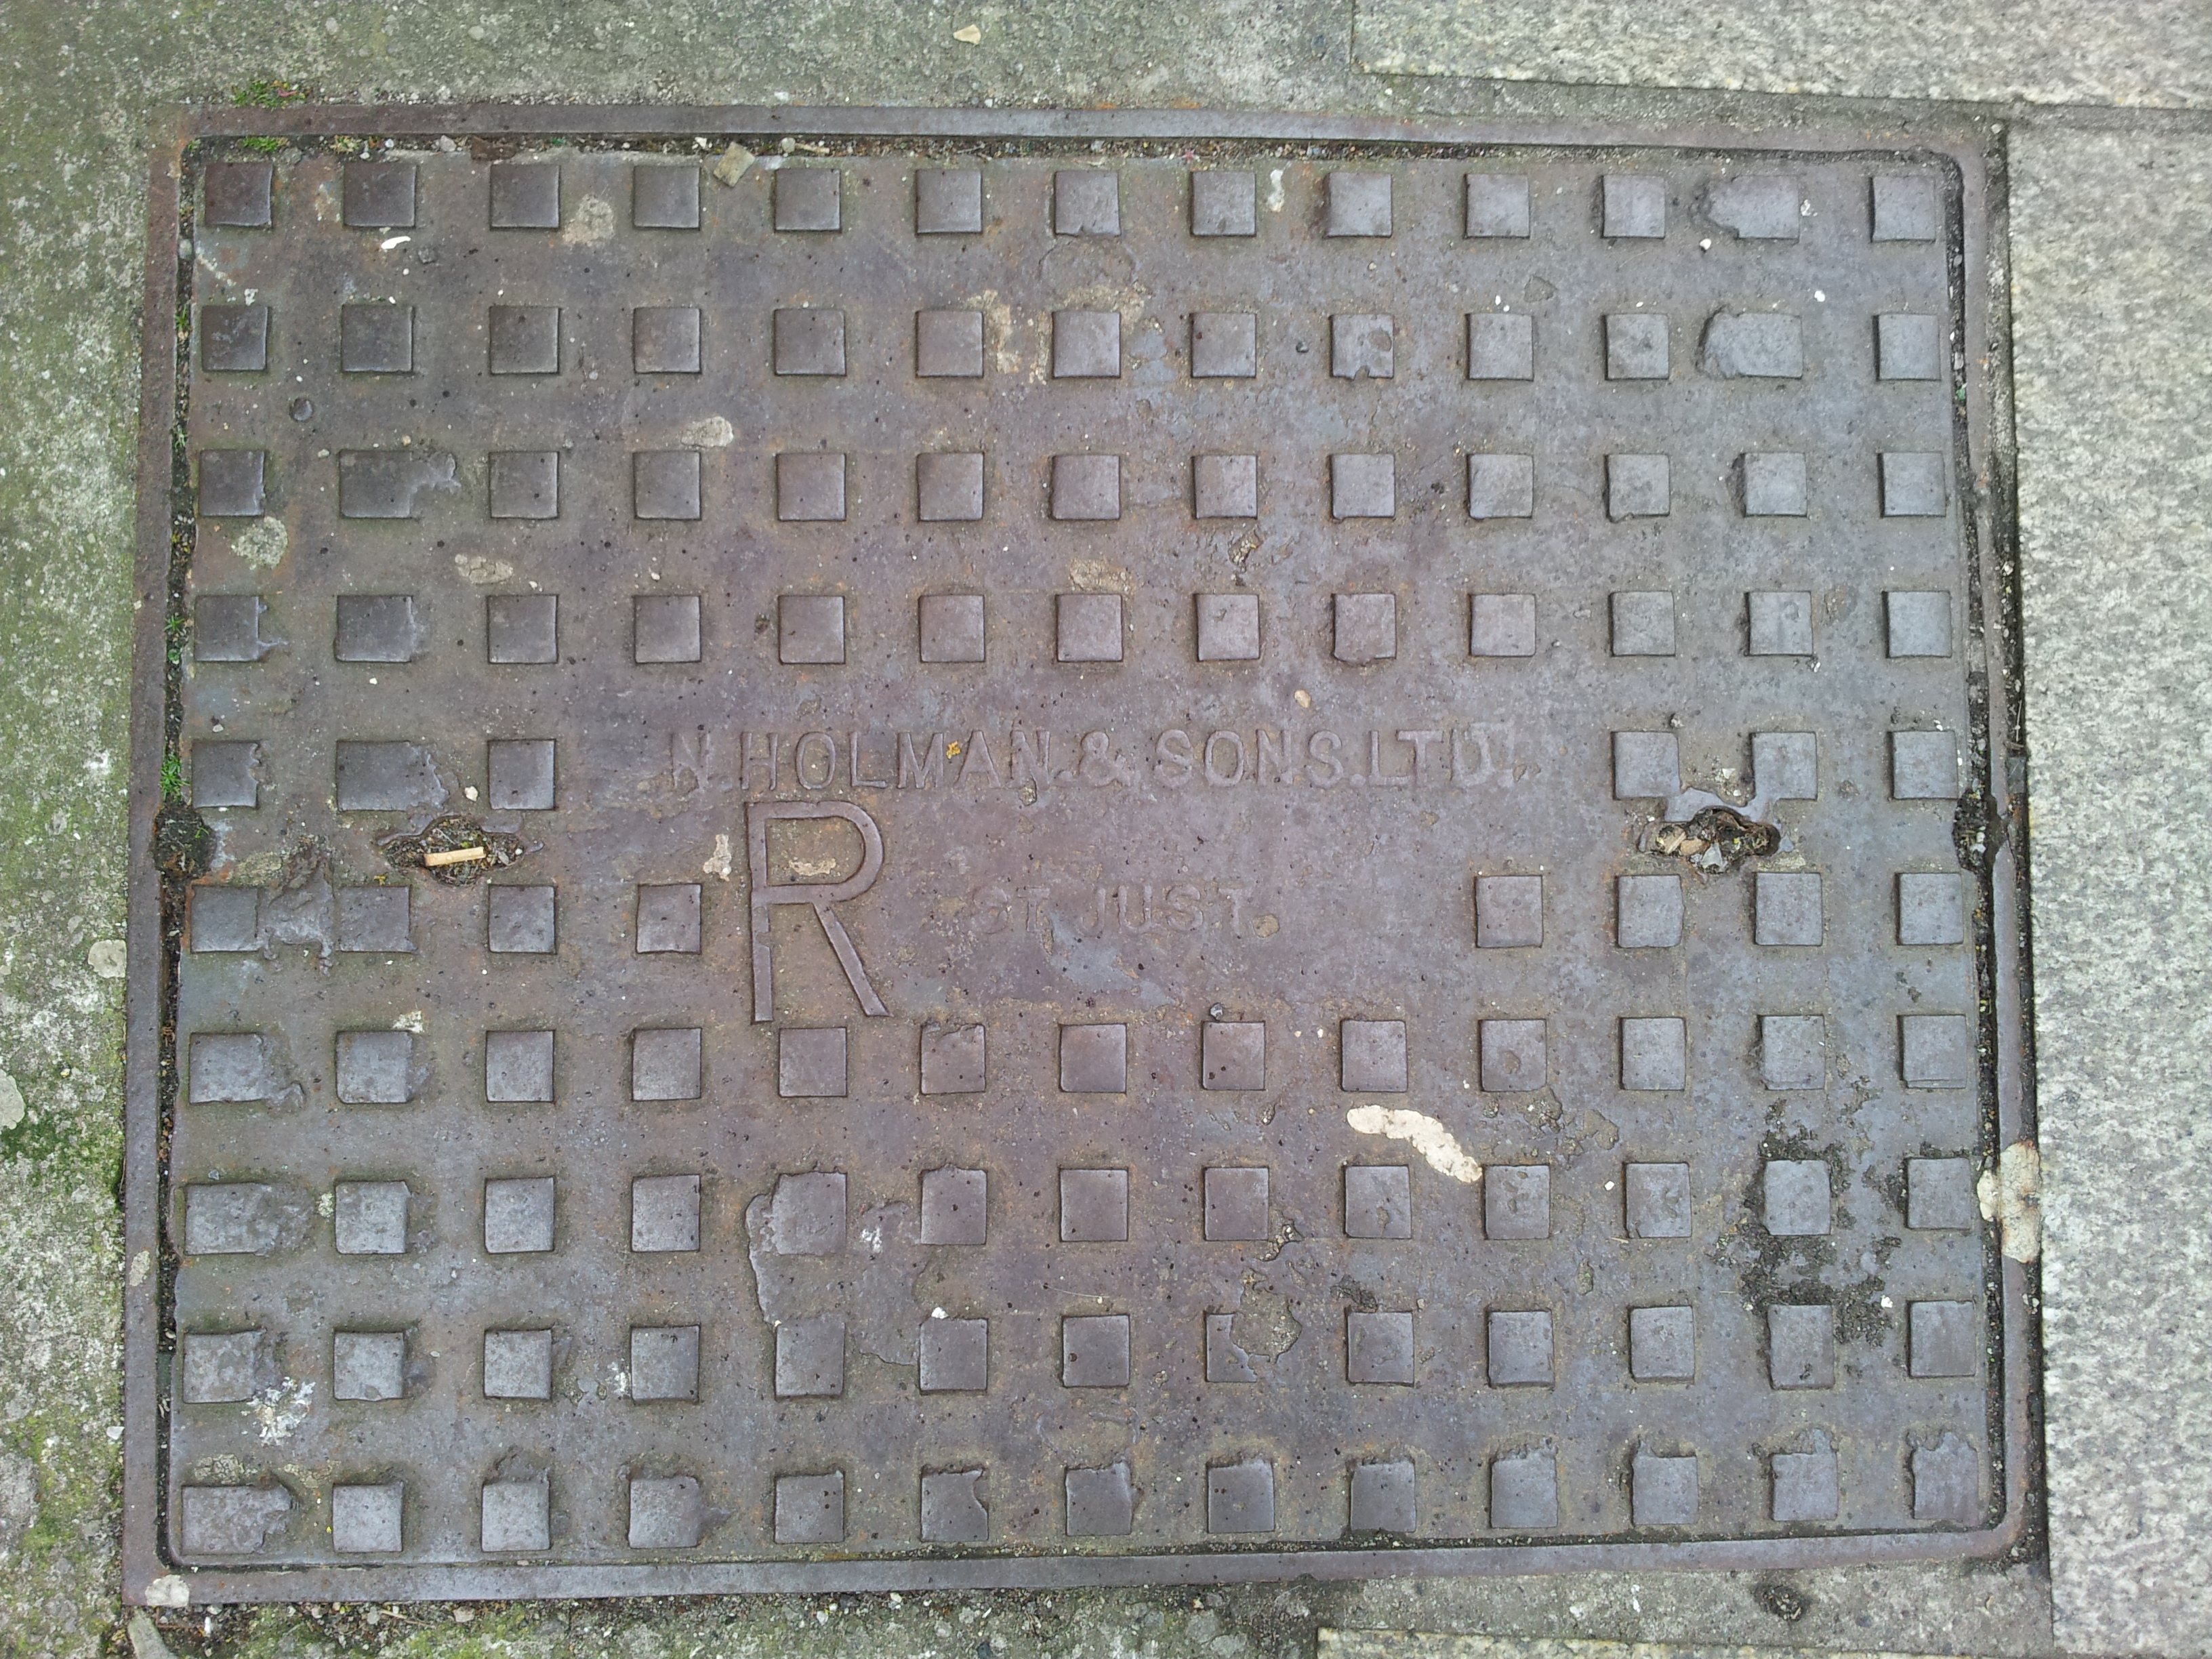 N. HOLMAN. & SONS. LTD.
R
ST. JUST.